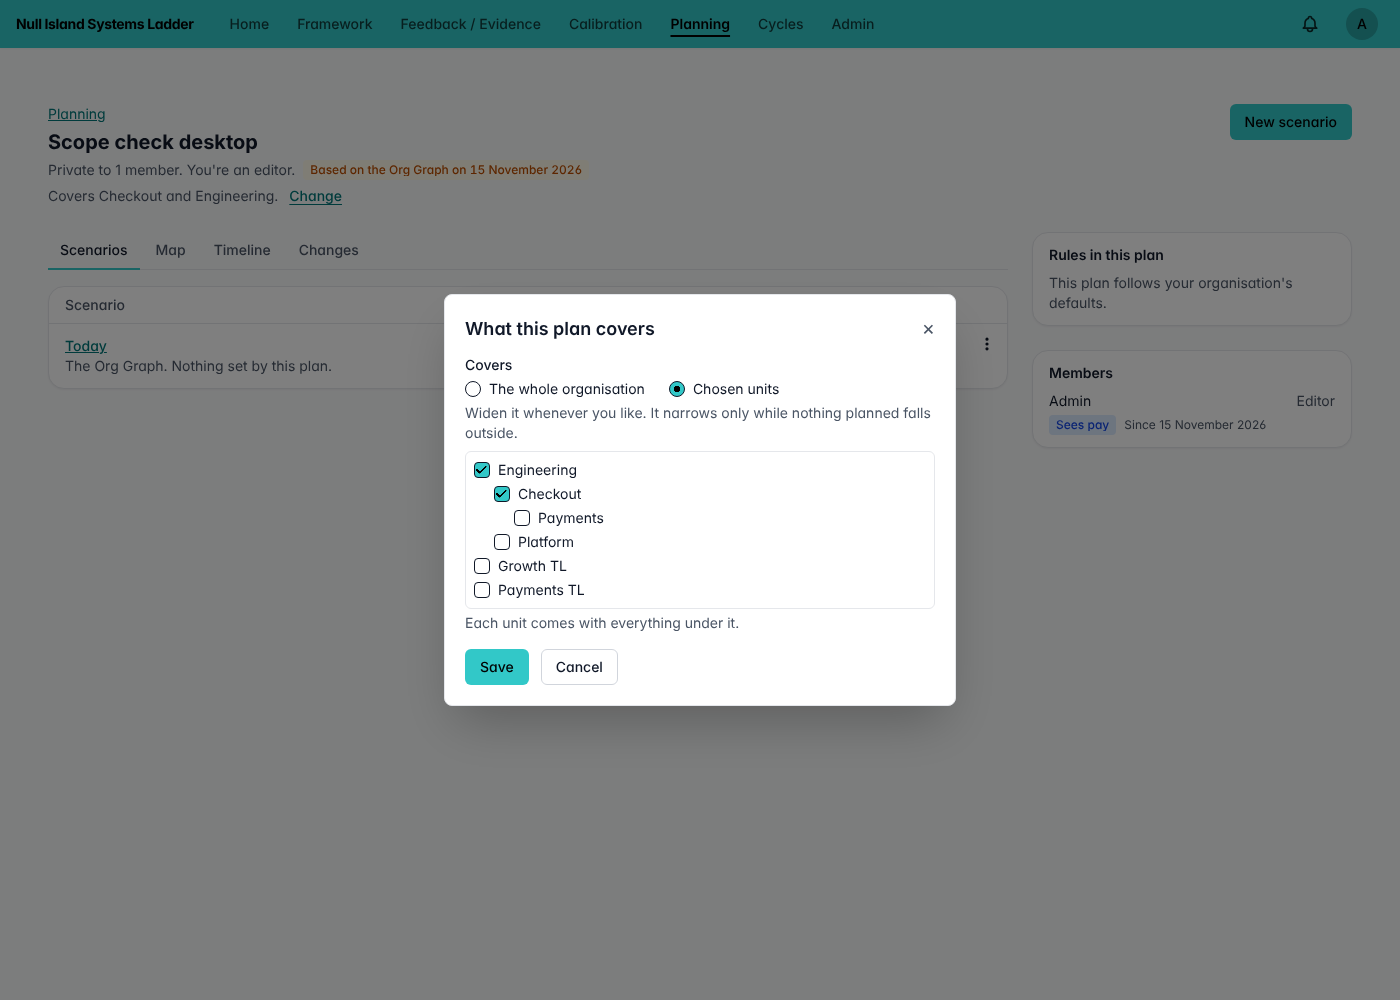 Null Island Systems Ladder
Home
Framework
Feedback / Evidence
Calibration
Planning
Cycles
Admin
A
Planning
Scope check desktop
New scenario
Private to 1 member. You're an editor.
Based on the Org Graph on 15 November 2026
Covers Checkout and Engineering. Change
Scenarios
Map
Timeline
Changes
Scenario
Today
The Org Graph. Nothing set by this plan.
Rules in this plan
This plan follows your organisation's
defaults.
Members
Admin
Editor
Sees pay
Since 15 November 2026
What this plan covers
Covers
The whole organisation
Chosen units
Widen it whenever you like. It narrows only while nothing planned falls
outside.
Engineering
Checkout
Payments
Platform
Growth TL
Payments TL
Each unit comes with everything under it.
Save
Cancel